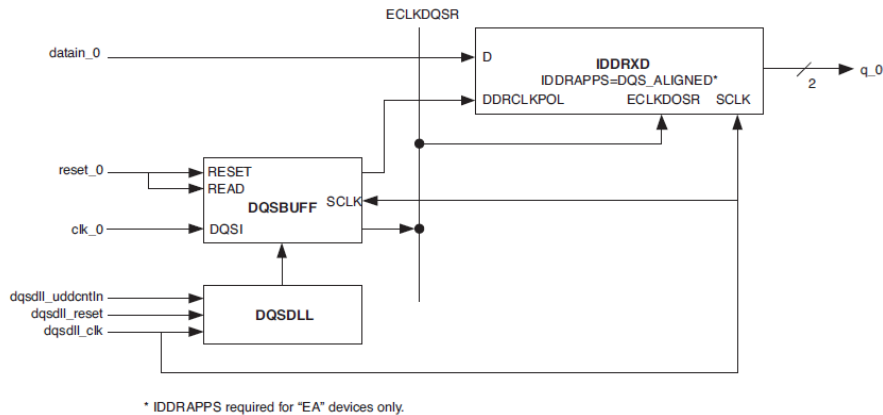 ECLKDQSR
datain_0
D
IDDRXD
IDDRAPPS=DQS_ALIGNED*
q_0
2
DDRCLKPOL ECLKDOSR SCLK
reset_0
RESET
READ
SCLK
DQSBUFF
clk_0
DQSI
dqsdll_uddcntln
dqsdll_reset
dqsdll_clk
DQSDLL
* IDDRAPPS required for “EA” devices only.